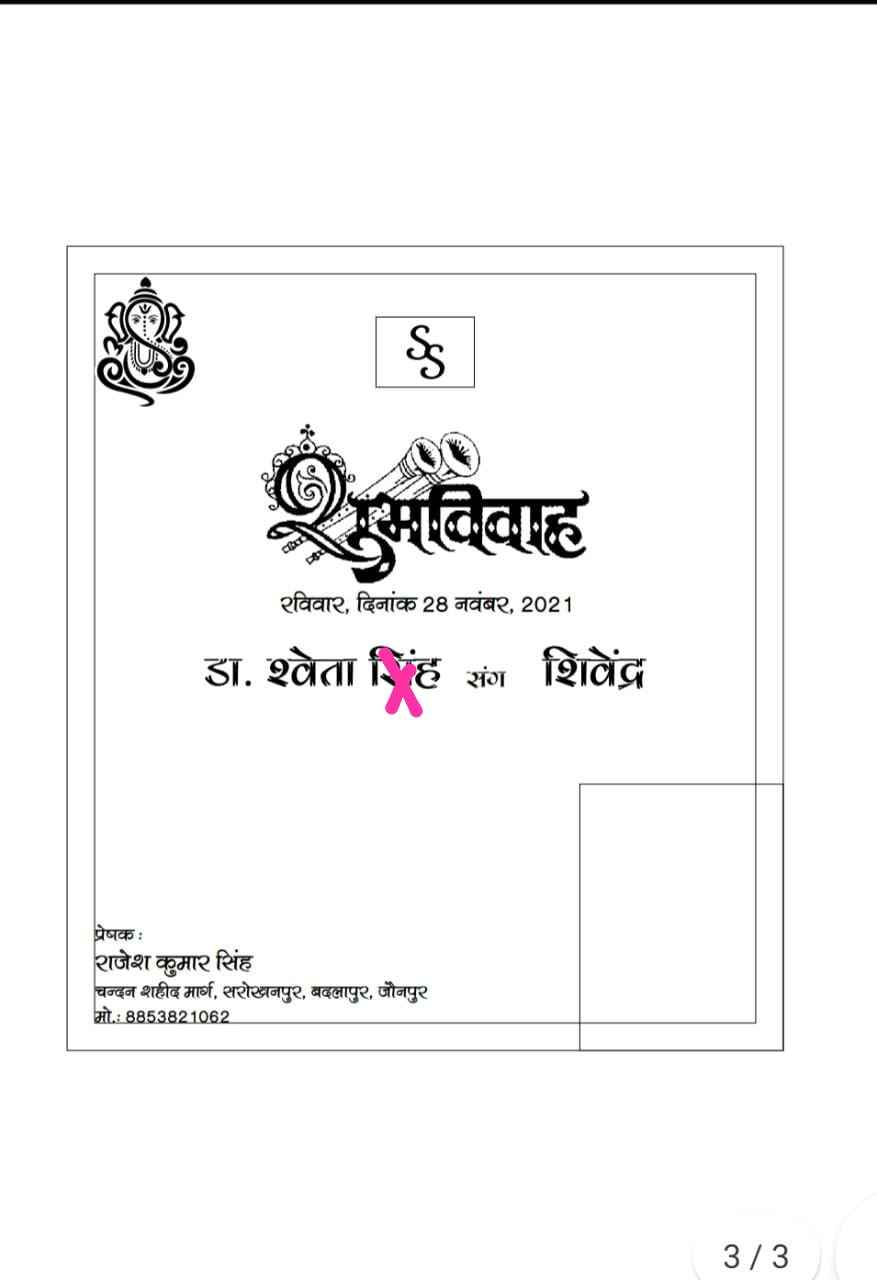 SS
शुभविवाह
रविवार, दिनांक 28 नवंबर, 2021
डा. श्वेता सिंह संग शिवेंद्र
प्रेषक :
राजेश कुमार सिंह
चन्दन शहीद मार्ग, सरोखनपुर, बदलापुर, जौनपुर
मो.: 8853821062
3 / 3